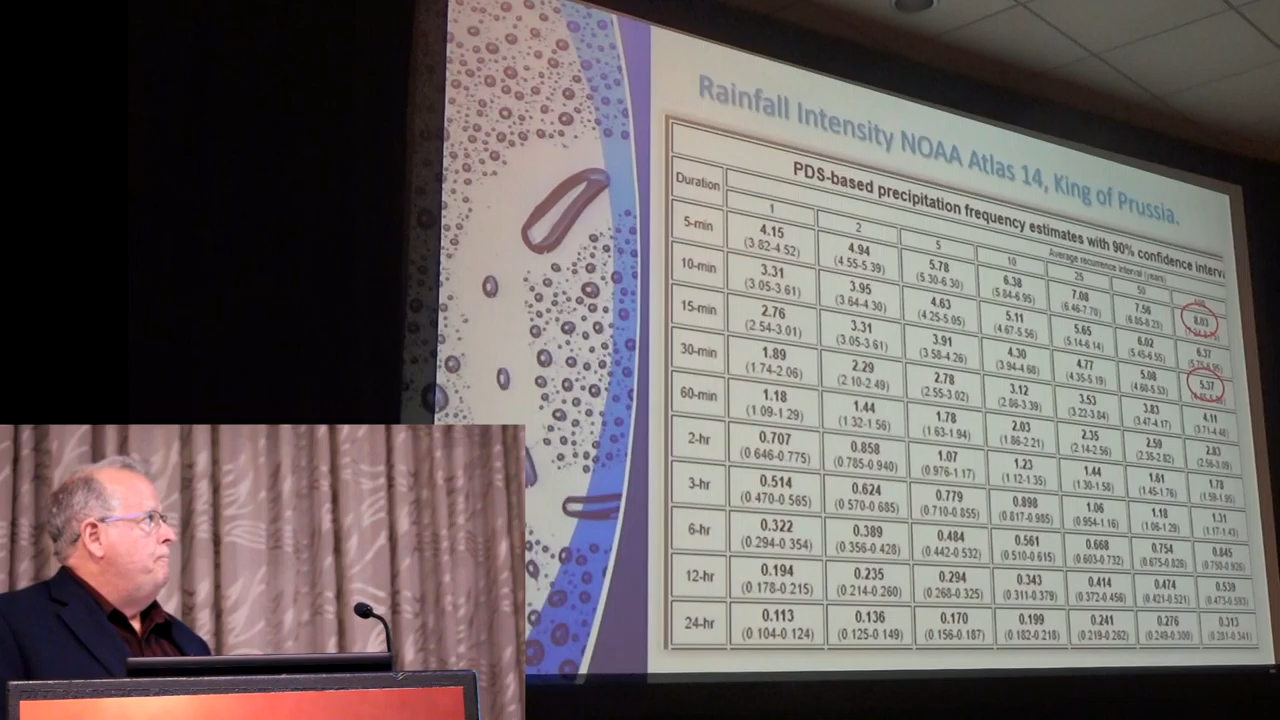 Rainfall Intensity NOAA Atlas 14, King of Prussia.
PDS-based precipitation frequency estimates with 90% confidence interv
Duration
Average recurrence interval (years)
1 2 5 10 25 50
5-min 4.15 4.94 5.78 6.38 7.08 7.56 8.03
(3.82-4.52) (4.55-5.39) (5.30-6.30) (5.84-6.95) (6.46-7.70) (6.85-8.23)
10-min 3.31 3.95 4.63 5.11 5.65 6.02 6.37
(3.05-3.61) (3.64-4.30) (4.25-5.05) (4.67-5.56) (5.14-6.14) (5.45-6.55)
15-min 2.76 3.31 3.91 4.30 4.77 5.08 5.37
(2.54-3.01) (3.05-3.61) (3.58-4.26) (3.94-4.68) (4.35-5.19) (4.60-5.53)
30-min 1.89 2.29 2.78 3.12 3.53 3.83 4.11
(1.74-2.06) (2.10-2.49) (2.55-3.02) (2.86-3.39) (3.22-3.84) (3.47-4.17) (3.71-4.48)
60-min 1.18 1.44 1.78 2.03 2.35 2.59 2.83
(1.09-1.29) (1.32-1.56) (1.63-1.94) (1.86-2.21) (2.14-2.56) (2.35-2.82) (2.56-3.09)
2-hr 0.707 0.858 1.07 1.23 1.44 1.61 1.78
(0.646-0.775) (0.785-0.940) (0.976-1.17) (1.12-1.35) (1.30-1.58) (1.45-1.76) (1.59-1.95)
3-hr 0.514 0.624 0.779 0.898 1.06 1.18 1.31
(0.470-0.565) (0.570-0.685) (0.710-0.855) (0.817-0.985) (0.954-1.16) (1.06-1.29) (1.17-1.43)
6-hr 0.322 0.389 0.484 0.561 0.668 0.754 0.845
(0.294-0.354) (0.356-0.428) (0.442-0.532) (0.510-0.615) (0.603-0.732) (0.675-0.826) (0.750-0.926)
12-hr 0.194 0.235 0.294 0.343 0.414 0.474 0.539
(0.178-0.215) (0.214-0.260) (0.268-0.325) (0.311-0.379) (0.372-0.456) (0.421-0.521) (0.473-0.593)
24-hr 0.113 0.136 0.170 0.199 0.241 0.276 0.313
(0.104-0.124) (0.125-0.149) (0.156-0.187) (0.182-0.218) (0.219-0.262) (0.249-0.300) (0.281-0.341)